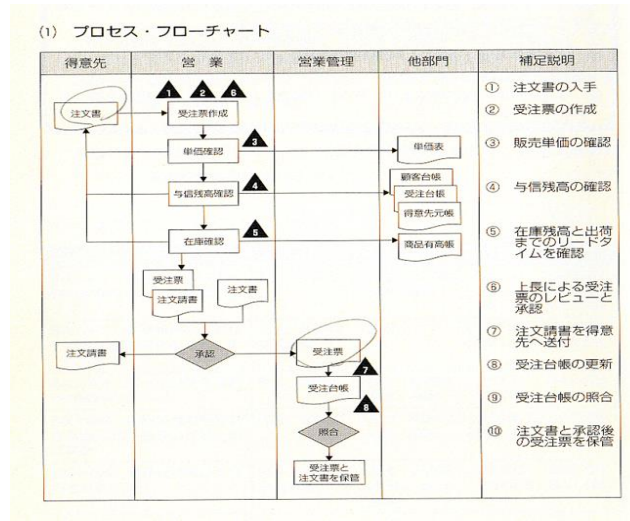 (1) プロセス・フローチャート
得意先 営業 営業管理 他部門 補足説明
1 2 6
注文書
受注票作成
単価確認
3
単価表
与信残高確認
4
顧客台帳
受注台帳
得意先元帳
在庫確認
5
商品有高帳
受注票
注文請書
注文書
注文請書
承認
受注票
7
受注台帳
8
照合
受注票と
注文書を保管
① 注文書の入手
② 受注票の作成
③ 販売単価の確認
④ 与信残高の確認
⑤ 在庫残高と出荷
までのリードタ
イムを確認
⑥ 上長による受注
票のレビューと
承認
⑦ 注文請書を得意
先へ送付
⑧ 受注台帳の更新
⑨ 受注台帳の照合
⑩ 注文書と承認後
の受注票を保管